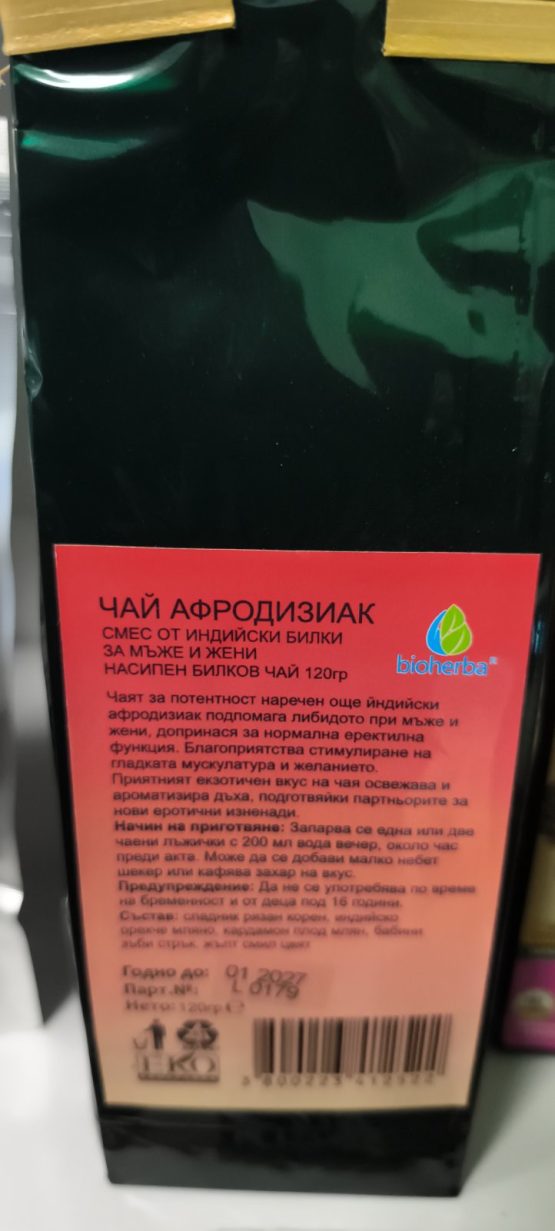 ЧАЙ АФРОДИЗИАК
СМЕС ОТ ИНДИЙСКИ БИЛКИ
ЗА МЪЖЕ И ЖЕНИ
НАСИПЕН БИЛКОВ ЧАЙ 120гр
bioherba®
Чаят за потентност наречен още йндийски
афродизиак подпомага либидото при мъже и
жени, допринася за нормална еректилна
функция. Благоприятства стимулиране на
гладката мускулатура и желанието.
Приятният екзотичен вкус на чая освежава и
ароматизира дъха, подготвяйки партньорите за
нови еротични изненади.
Начин на приготвяне: Запарва се една или две
чаени лъжички с 200 мл вода вечер, около час
преди акта. Може да се добави малко небет
шекер или кафява захар на вкус.
Предупреждение: Да не се употребява по време
на бременност и от деца под 16 години.
Състав: сладник рязан корен, индийско
орехче мляно, кардамон плод млян, бабини
зъби стрък, жълт смил цвят
Годно до: 01 2027
Парт.№: L 0179
Нето: 120гр e
ЕКО
3 800223 412322